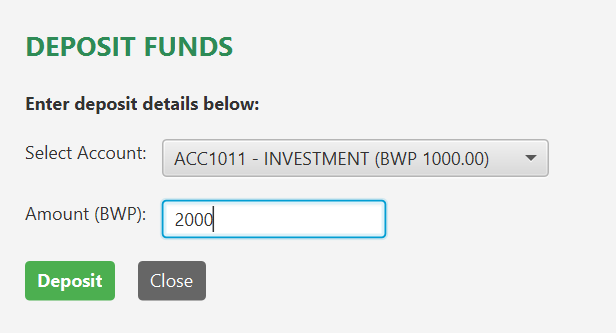 DEPOSIT FUNDS
Enter deposit details below:
Select Account: ACC1011 - INVESTMENT (BWP 1000.00)
Amount (BWP): 2000
Deposit Close